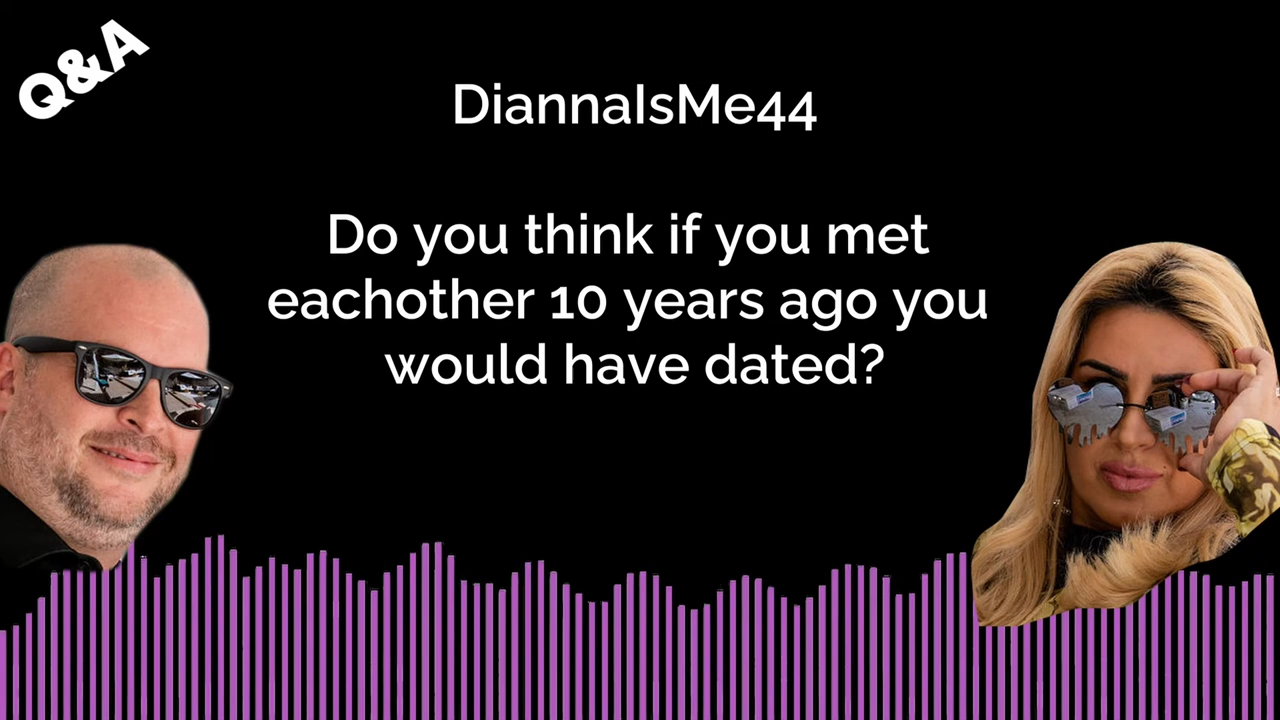 Q&A
DiannaIsMe44
Do you think if you met
eachother 10 years ago you
would have dated?